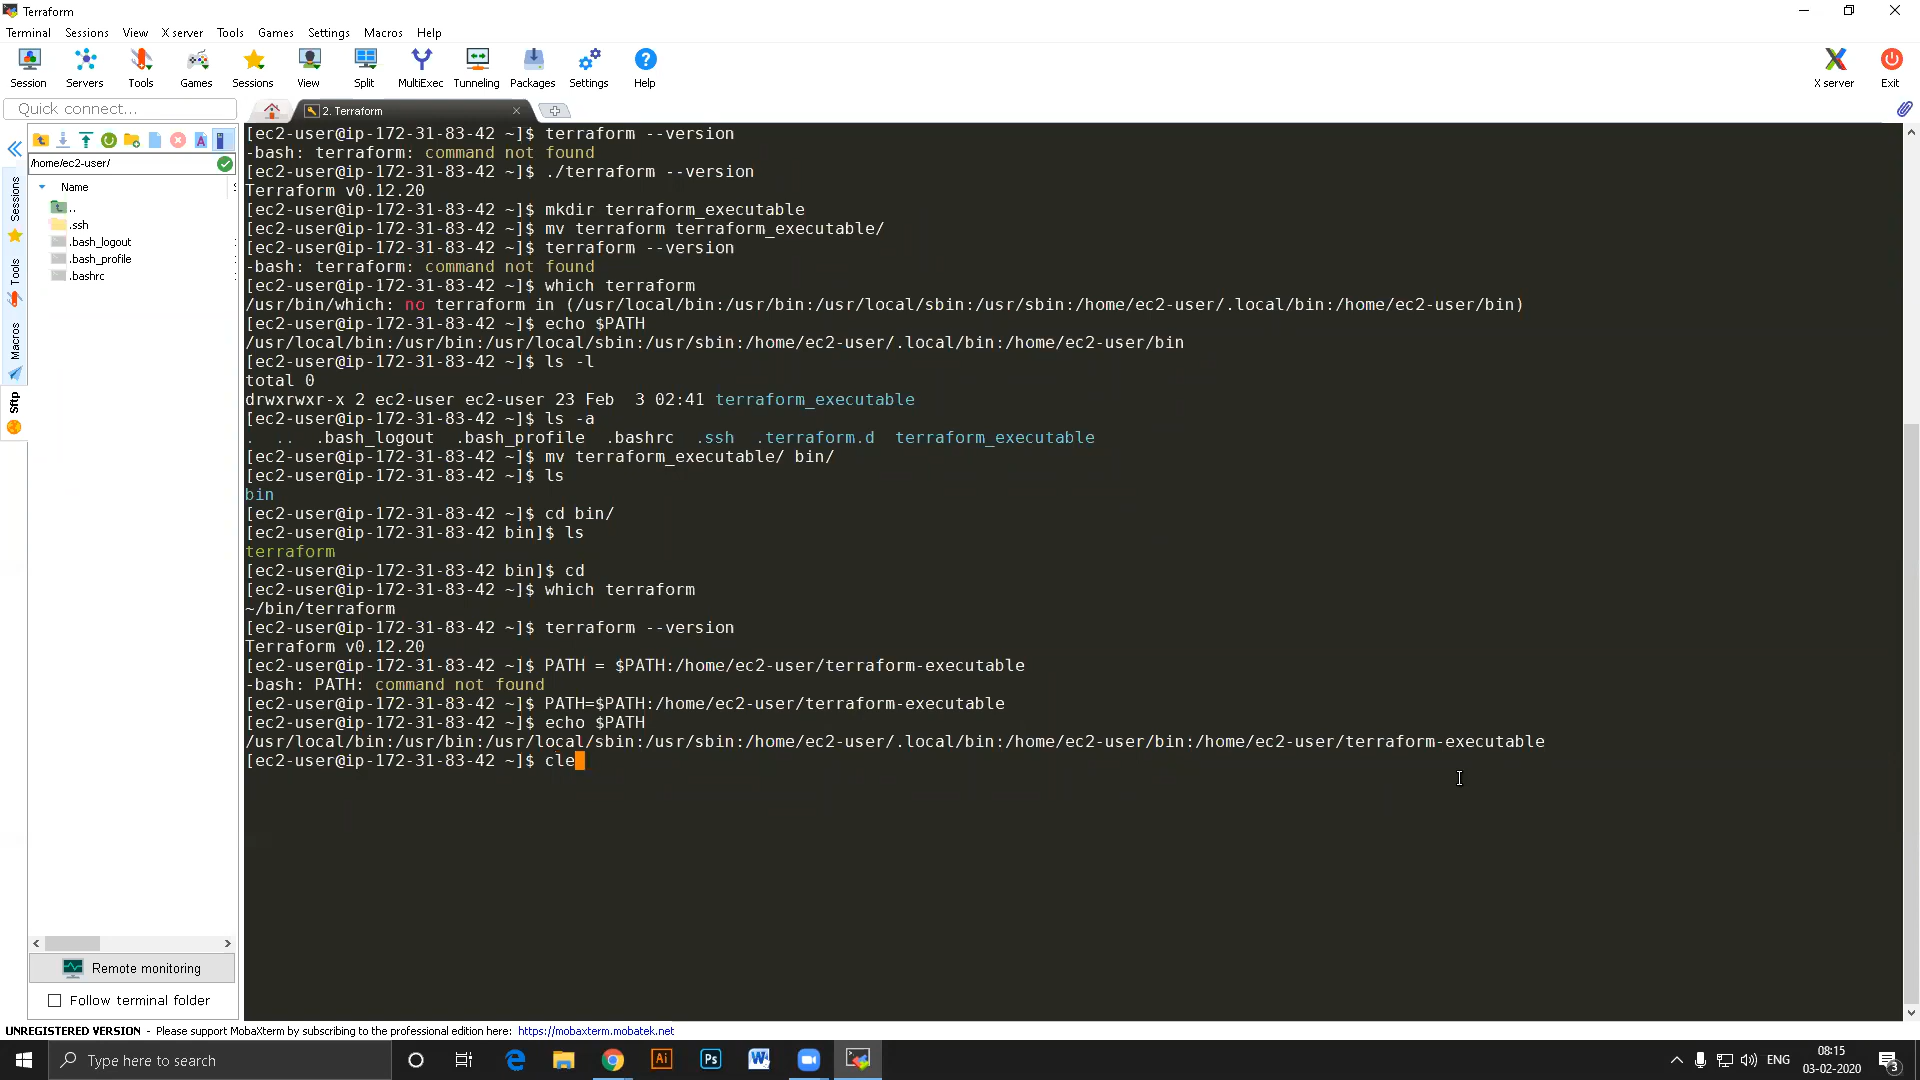 Terraform
Terminal Sessions View X server Tools Games Settings Macros Help
Session Servers Tools Games Sessions View Split MultiExec Tunneling Packages Settings Help X server Exit
Quick connect...
2. Terraform
/home/ec2-user/
Name
..
.ssh
.bash_logout
.bash_profile
.bashrc
Sessions
Tools
Macros
Sftp
[ec2-user@ip-172-31-83-42 ~]$ terraform --version
-bash: terraform: command not found
[ec2-user@ip-172-31-83-42 ~]$ ./terraform --version
Terraform v0.12.20
[ec2-user@ip-172-31-83-42 ~]$ mkdir terraform_executable
[ec2-user@ip-172-31-83-42 ~]$ mv terraform terraform_executable/
[ec2-user@ip-172-31-83-42 ~]$ terraform --version
-bash: terraform: command not found
[ec2-user@ip-172-31-83-42 ~]$ which terraform
/usr/bin/which: no terraform in (/usr/local/bin:/usr/bin:/usr/local/sbin:/usr/sbin:/home/ec2-user/.local/bin:/home/ec2-user/bin)
[ec2-user@ip-172-31-83-42 ~]$ echo $PATH
/usr/local/bin:/usr/bin:/usr/local/sbin:/usr/sbin:/home/ec2-user/.local/bin:/home/ec2-user/bin
[ec2-user@ip-172-31-83-42 ~]$ ls -l
total 0
drwxrwxr-x 2 ec2-user ec2-user 23 Feb  3 02:41 terraform_executable
[ec2-user@ip-172-31-83-42 ~]$ ls -a
.  ..  .bash_logout  .bash_profile  .bashrc  .ssh  .terraform.d  terraform_executable
[ec2-user@ip-172-31-83-42 ~]$ mv terraform_executable/ bin/
[ec2-user@ip-172-31-83-42 ~]$ ls
bin
[ec2-user@ip-172-31-83-42 ~]$ cd bin/
[ec2-user@ip-172-31-83-42 bin]$ ls
terraform
[ec2-user@ip-172-31-83-42 bin]$ cd
[ec2-user@ip-172-31-83-42 ~]$ which terraform
~/bin/terraform
[ec2-user@ip-172-31-83-42 ~]$ terraform --version
Terraform v0.12.20
[ec2-user@ip-172-31-83-42 ~]$ PATH = $PATH:/home/ec2-user/terraform-executable
-bash: PATH: command not found
[ec2-user@ip-172-31-83-42 ~]$ PATH=$PATH:/home/ec2-user/terraform-executable
[ec2-user@ip-172-31-83-42 ~]$ echo $PATH
/usr/local/bin:/usr/bin:/usr/local/sbin:/usr/sbin:/home/ec2-user/.local/bin:/home/ec2-user/bin:/home/ec2-user/terraform-executable
[ec2-user@ip-172-31-83-42 ~]$ cle
Remote monitoring
Follow terminal folder
UNREGISTERED VERSION - Please support MobaXterm by subscribing to the professional edition here: https://mobaxterm.mobatek.net
Type here to search
Ai
Ps
ENG
08:15
03-02-2020
3